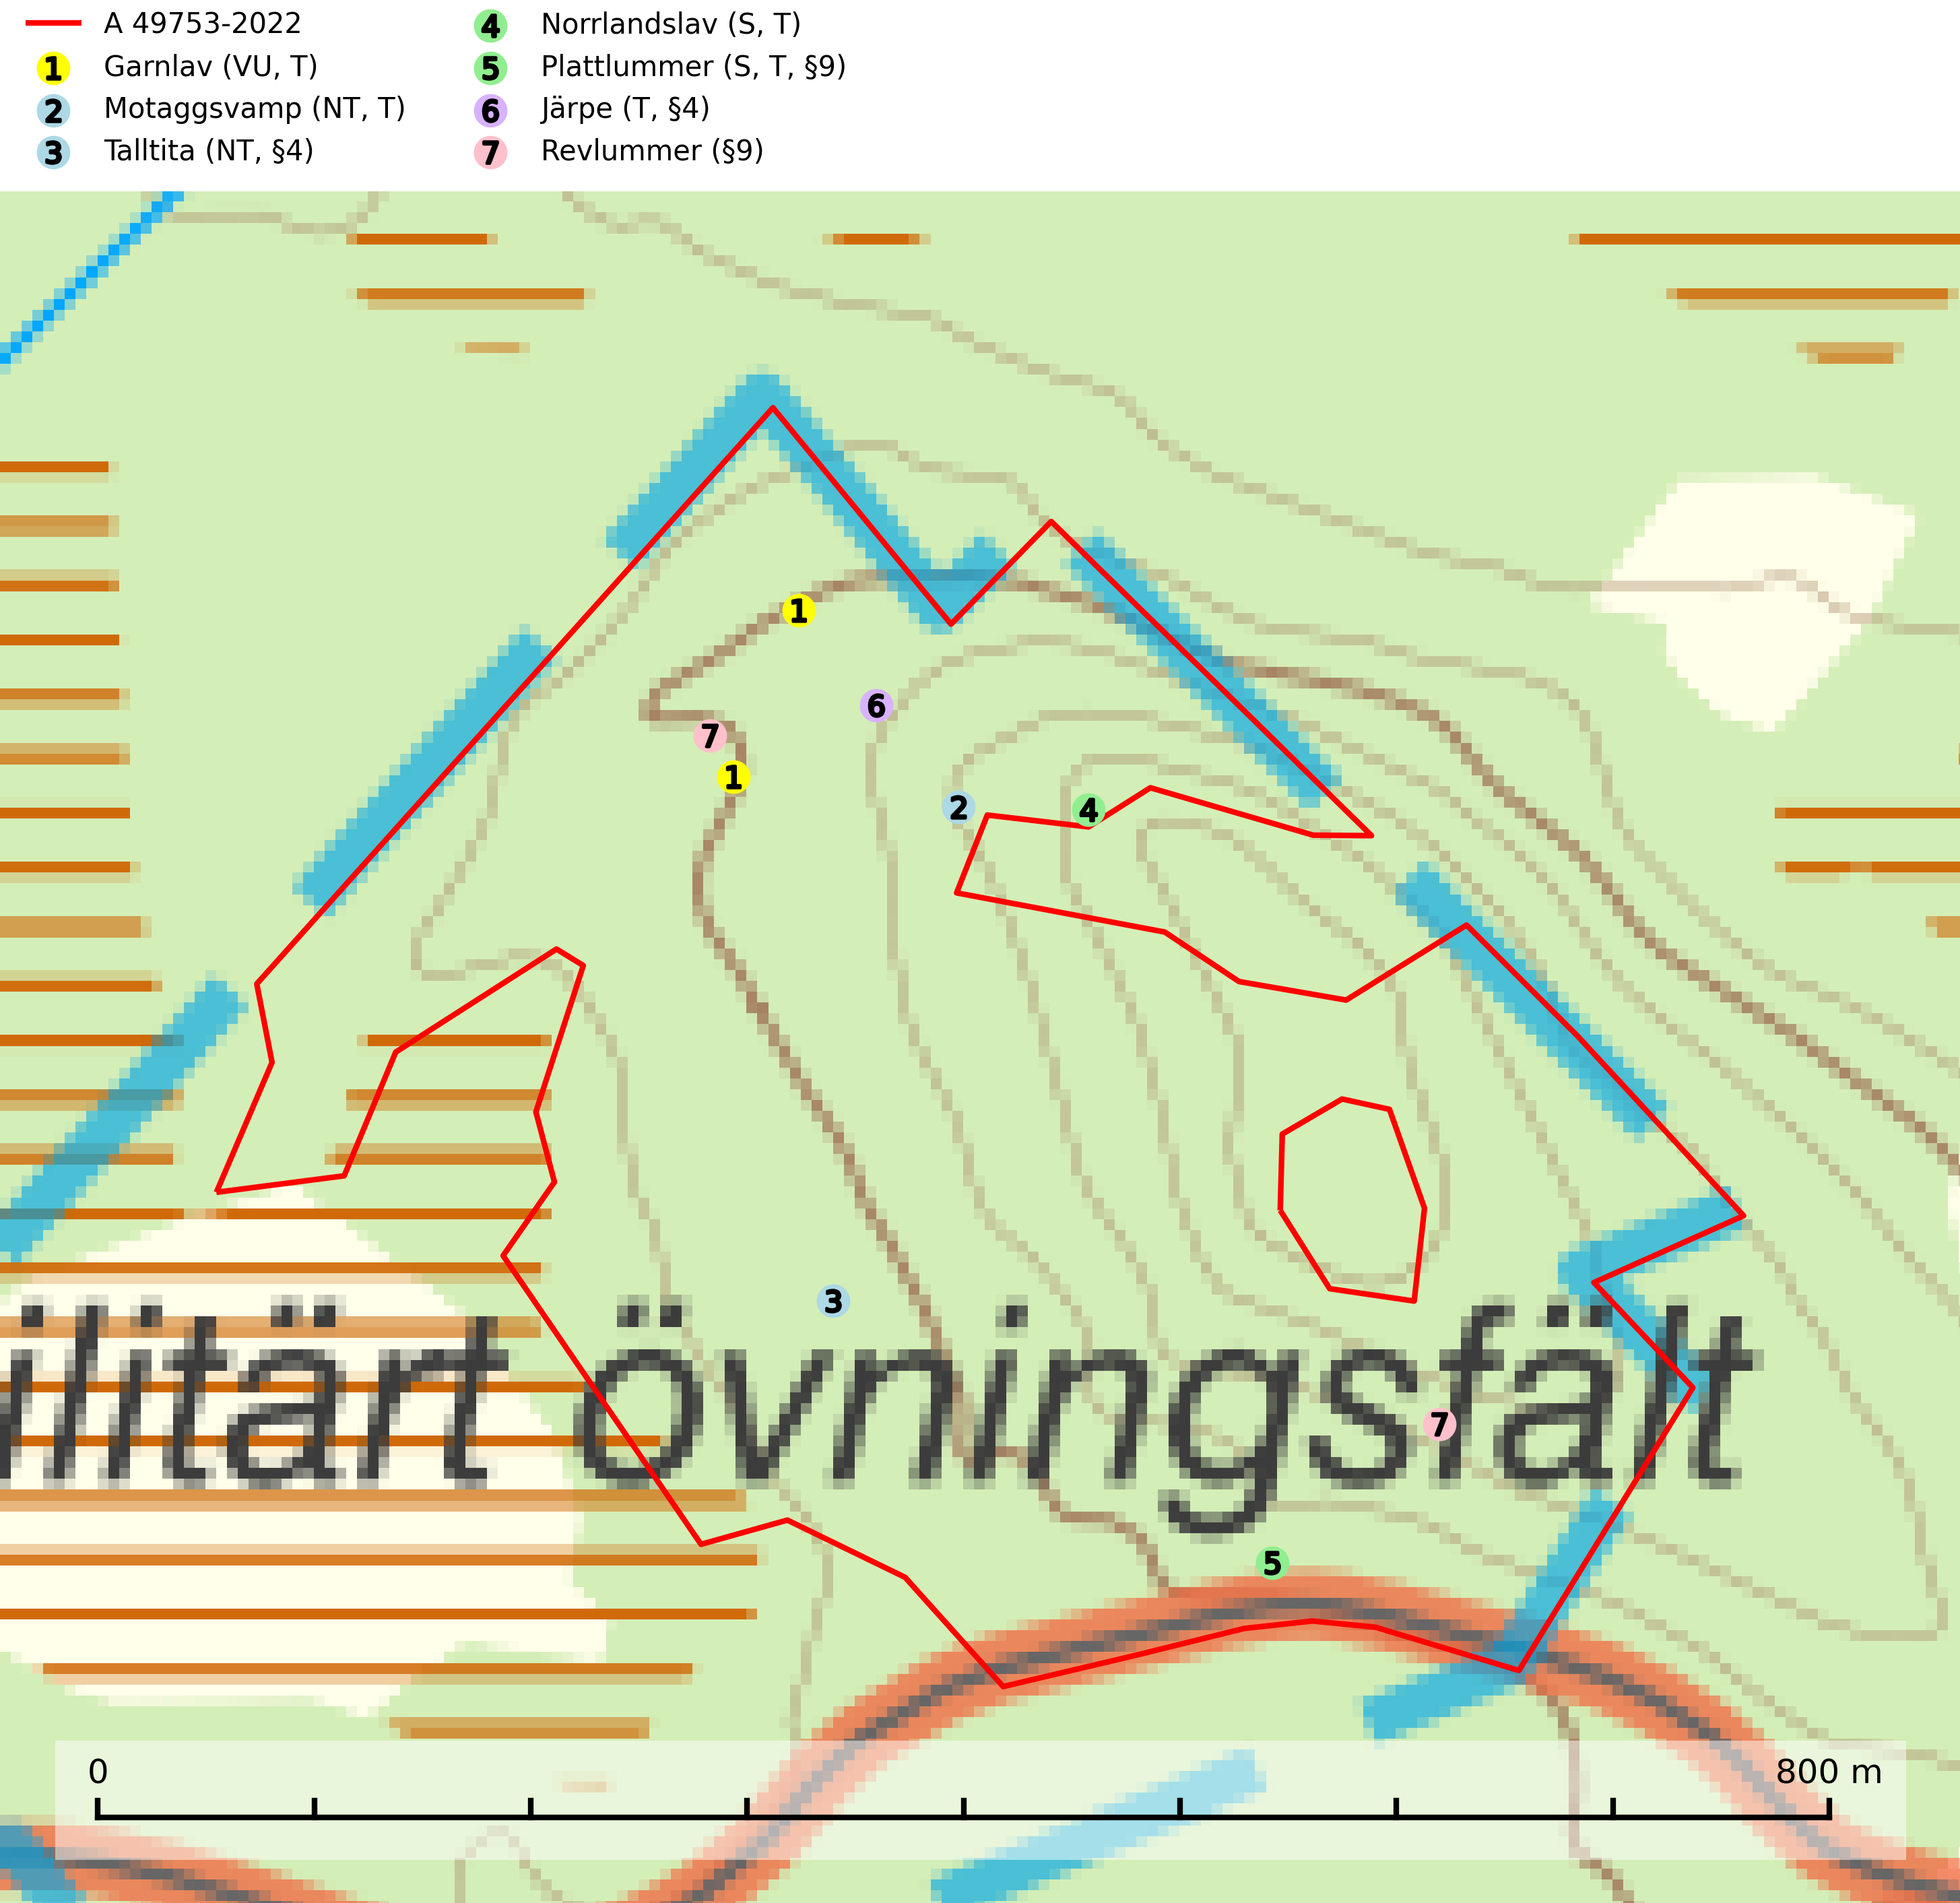 A 49753-2022
1 Garnlav (VU, T)
2 Motaggsvamp (NT, T)
3 Talltita (NT, §4)
4 Norrlandslav (S, T)
5 Plattlummer (S, T, §9)
6 Järpe (T, §4)
7 Revlummer (§9)
1
6
7
1
2
4
3
ilitärt övningsfält
7
5
0 800 m